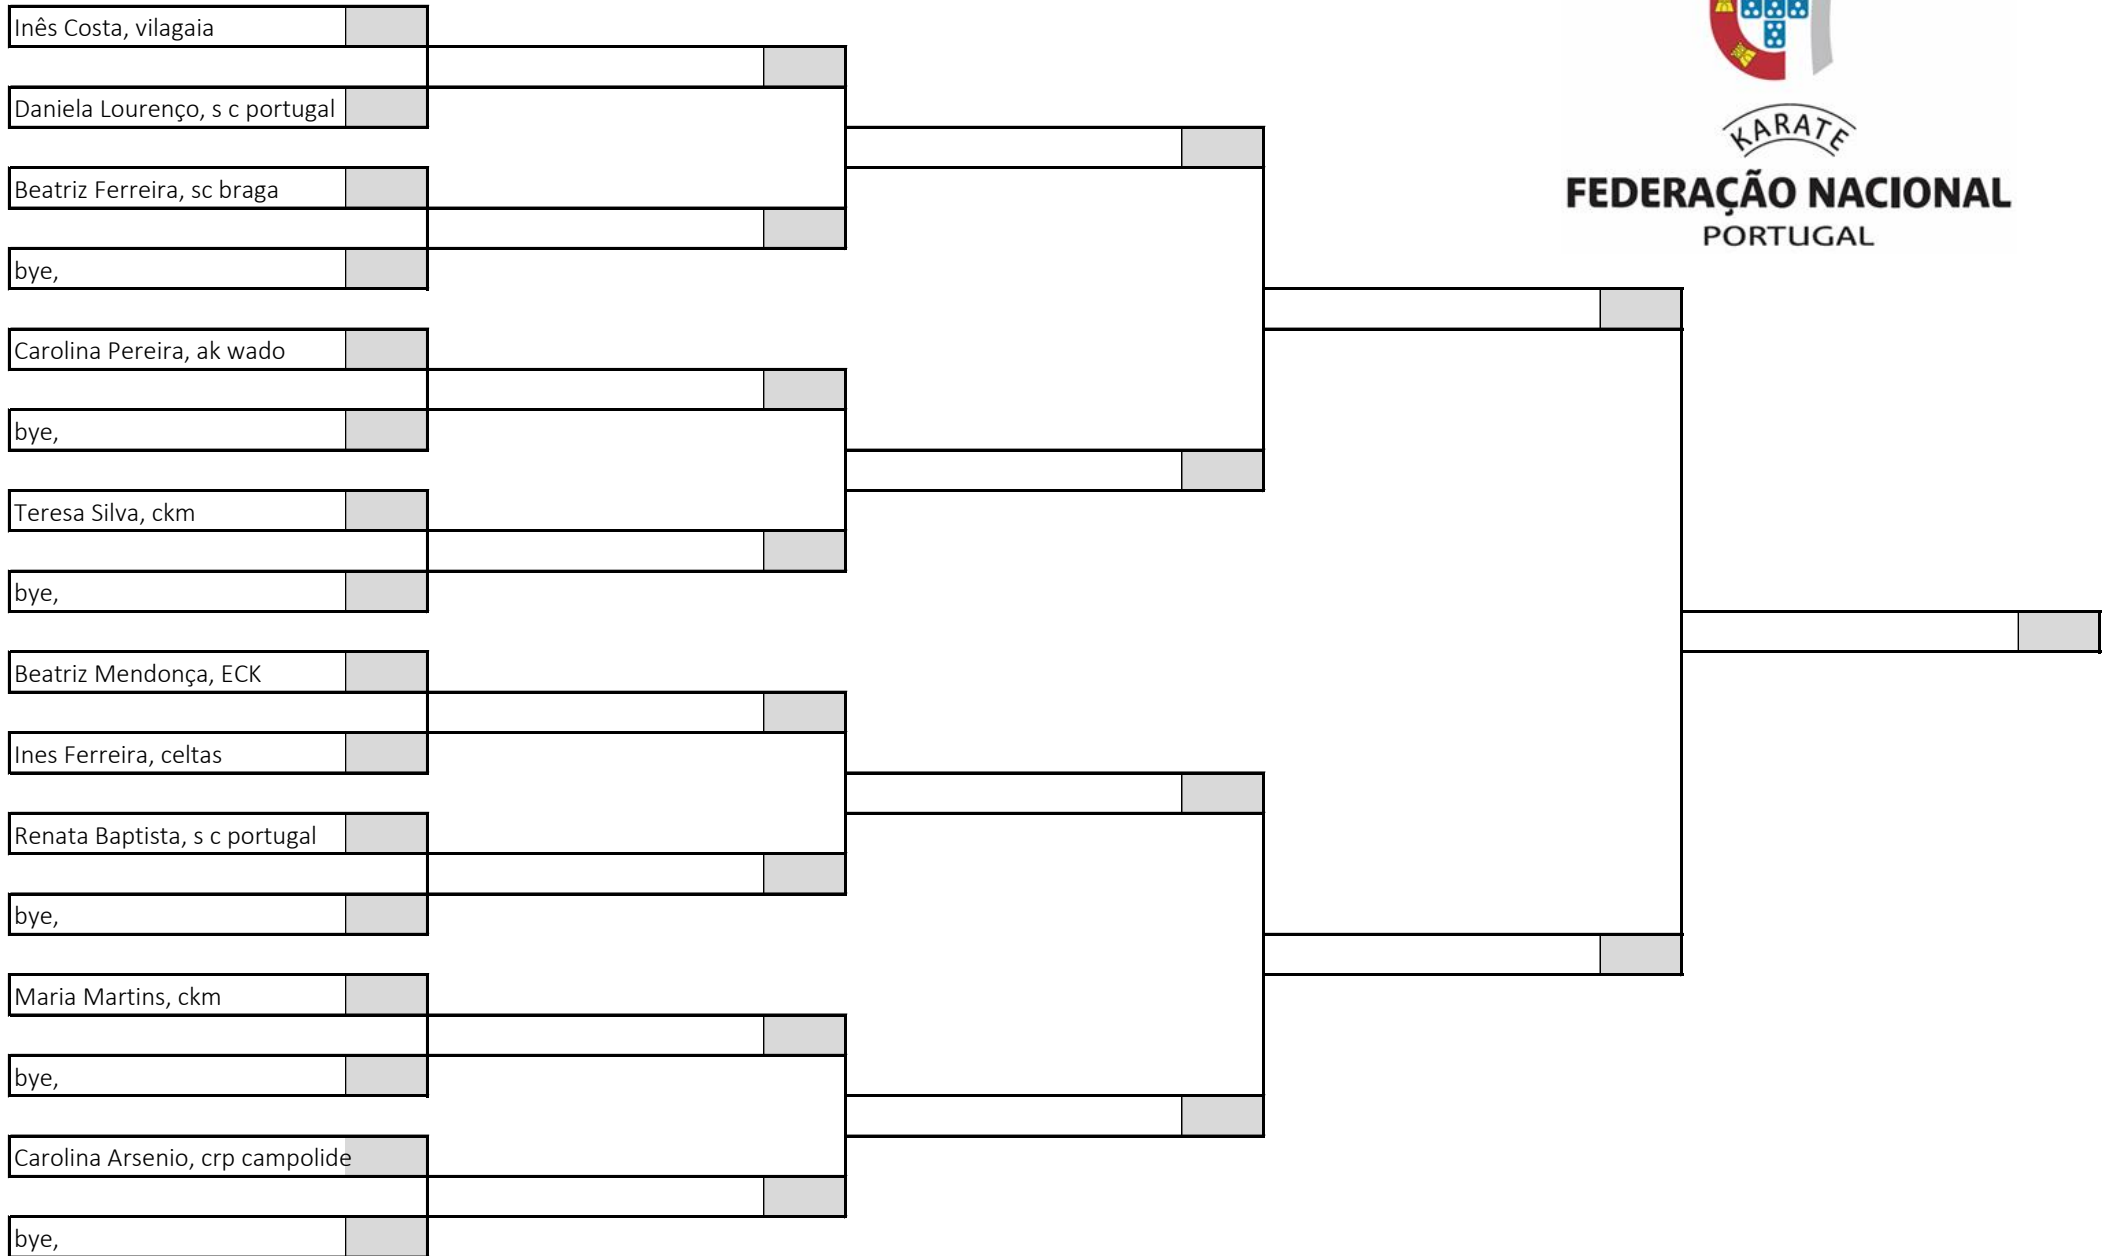 Inês Costa, vilagaia
Daniela Lourenço, s c portugal
Beatriz Ferreira, sc braga
bye,
Carolina Pereira, ak wado
bye,
Teresa Silva, ckm
bye,
Beatriz Mendonça, ECK
Ines Ferreira, celtas
Renata Baptista, s c portugal
bye,
Maria Martins, ckm
bye,
Carolina Arsenio, crp campolide
bye,
KARATE
FEDERAÇÃO NACIONAL
PORTUGAL